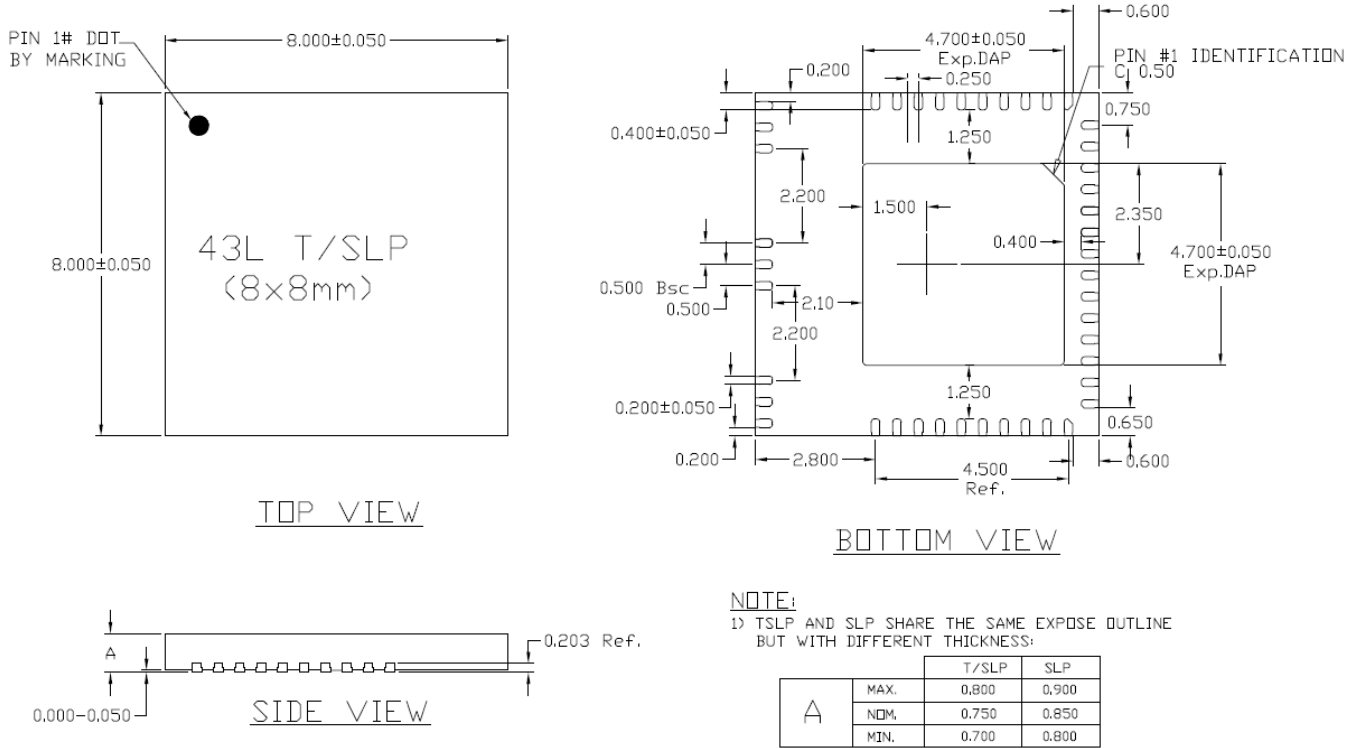 PIN 1# DOT
BY MARKING
8.000±0.050
8.000±0.050
43L T/SLP
(8x8mm)
TOP VIEW
0.600
4.700±0.050
Exp.DAP
PIN #1 IDENTIFICATION
C 0.50
0.200
0.250
0.400±0.050
1.250
0.750
2.200
1.500
2.350
0.400
4.700±0.050
Exp.DAP
0.500 Bsc
0.500
2.10
2.200
0.200±0.050
1.250
0.650
0.200
2.800
4.500
Ref.
0.600
BOTTOM VIEW
A
0.203 Ref.
0.000-0.050
SIDE VIEW
NOTE:
1) TSLP AND SLP SHARE THE SAME EXPOSE OUTLINE
BUT WITH DIFFERENT THICKNESS:
T/SLP SLP
A
MAX. 0.800 0.900
NOM. 0.750 0.850
MIN. 0.700 0.800